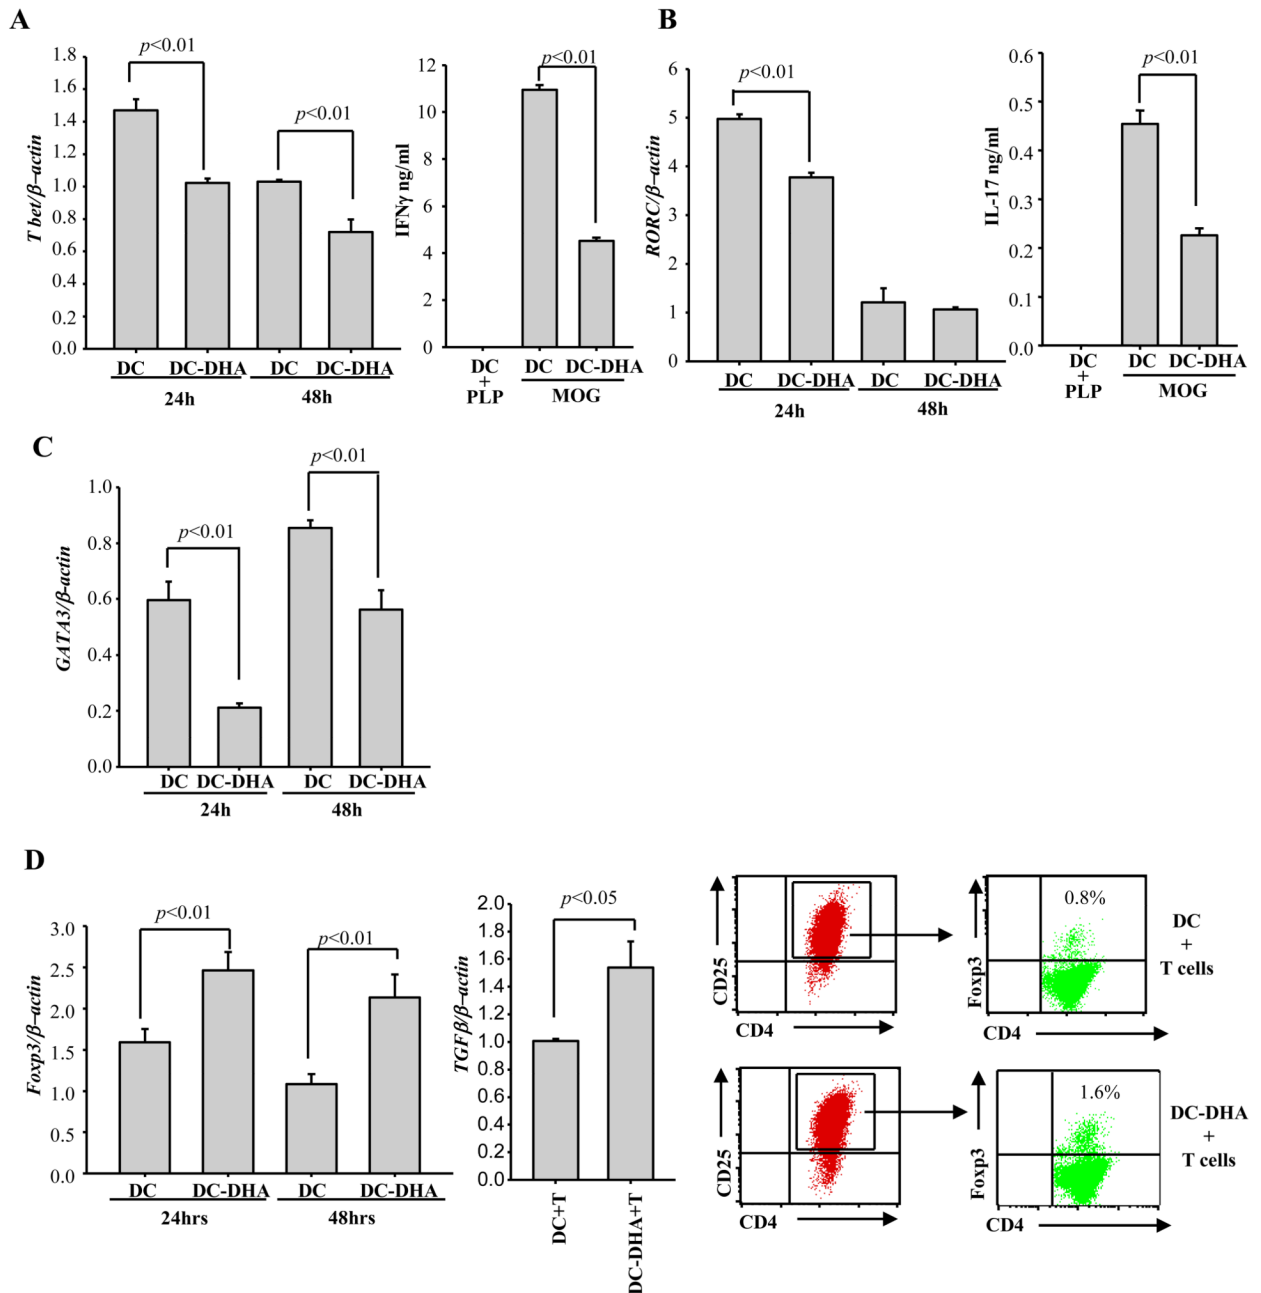 A
T bet/β–actin
1.8
1.6
1.4
1.2
1.0
0.8
0.6
0.4
0.2
0.0
p<0.01
p<0.01
DC DC-DHA DC DC-DHA
24h 48h
IFNγ ng/ml
12
10
8
6
4
2
0
p<0.01
DC
+
PLP
DC DC-DHA
MOG
B
RORC/β–actin
6
5
4
3
2
1
0
p<0.01
DC DC-DHA DC DC-DHA
24h 48h
IL-17 ng/ml
0.6
0.5
0.4
0.3
0.2
0.1
0.0
p<0.01
DC
+
PLP
DC DC-DHA
MOG
C
GATA3/β-actin
1.0
0.8
0.6
0.4
0.2
0.0
p<0.01
p<0.01
DC DC-DHA DC DC-DHA
24h 48h
D
Foxp3/β–actin
3.0
2.5
2.0
1.5
1.0
0.5
0.0
p<0.01
p<0.01
DC DC-DHA DC DC-DHA
24hrs 48hrs
TGFβ/β–actin
2.0
1.8
1.6
1.4
1.2
1.0
0.8
0.6
0.4
0.2
0.0
p<0.05
DC+T
DC-DHA+T
CD25
CD4
Foxp3
0.8%
CD4
DC
+
T cells
CD25
CD4
Foxp3
1.6%
CD4
DC-DHA
+
T cells